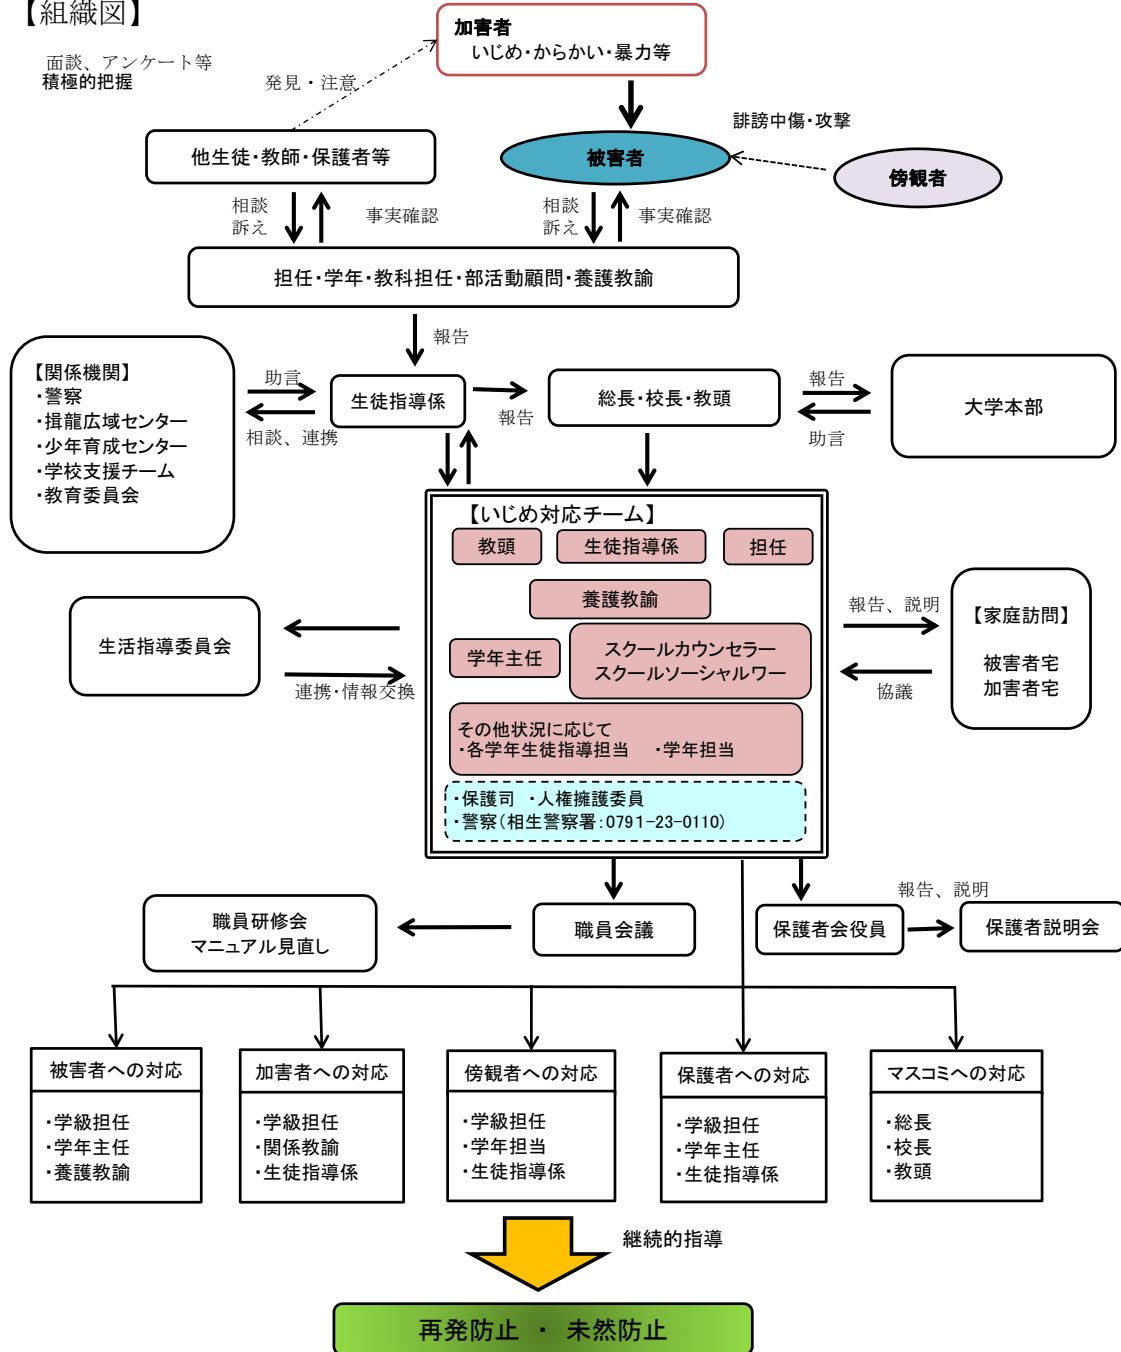 【組織図】
加害者
いじめ・からかい・暴力等
面談、アンケート等
積極的把握
発見・注意
誹謗中傷・攻撃
他生徒・教師・保護者等
被害者
傍観者
相談
訴え
事実確認
相談
訴え
事実確認
担任・学年・教科担任・部活動顧問・養護教諭
報告
【関係機関】
・警察
・揖龍広域センター
・少年育成センター
・学校支援チーム
・教育委員会
助言
相談、連携
生徒指導係
報告
総長・校長・教頭
報告
助言
大学本部
【いじめ対応チーム】
教頭
生徒指導係
担任
養護教諭
学年主任
スクールカウンセラー
スクールソーシャルワー
その他状況に応じて
・各学年生徒指導担当　・学年担当
・保護司　・人権擁護委員
・警察(相生警察署:0791-23-0110)
生活指導委員会
連携・情報交換
報告、説明
協議
【家庭訪問】
被害者宅
加害者宅
職員研修会
マニュアル見直し
職員会議
保護者会役員
報告、説明
保護者説明会
被害者への対応
・学級担任
・学年主任
・養護教諭
加害者への対応
・学級担任
・関係教諭
・生徒指導係
傍観者への対応
・学級担任
・学年担当
・生徒指導係
保護者への対応
・学級担任
・学年主任
・生徒指導係
マスコミへの対応
・総長
・校長
・教頭
継続的指導
再発防止　・　未然防止